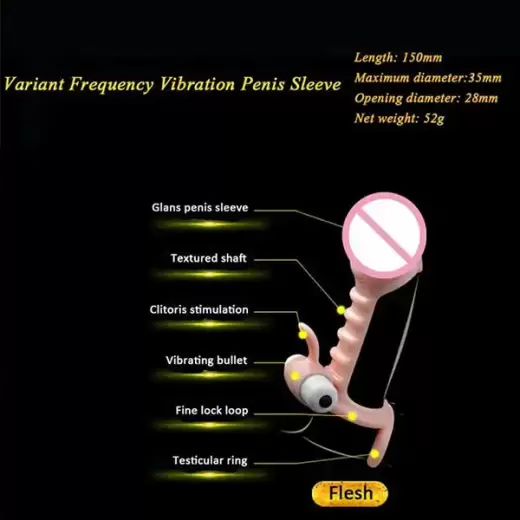 Variant Frequency Vibration Penis Sleeve
Length: 150mm
Maximum diameter:35mm
Opening diameter: 28mm
Net weight: 52g
Glans penis sleeve
Textured shaft
Clitoris stimulation
Vibrating bullet
Fine lock loop
Testicular ring
Flesh